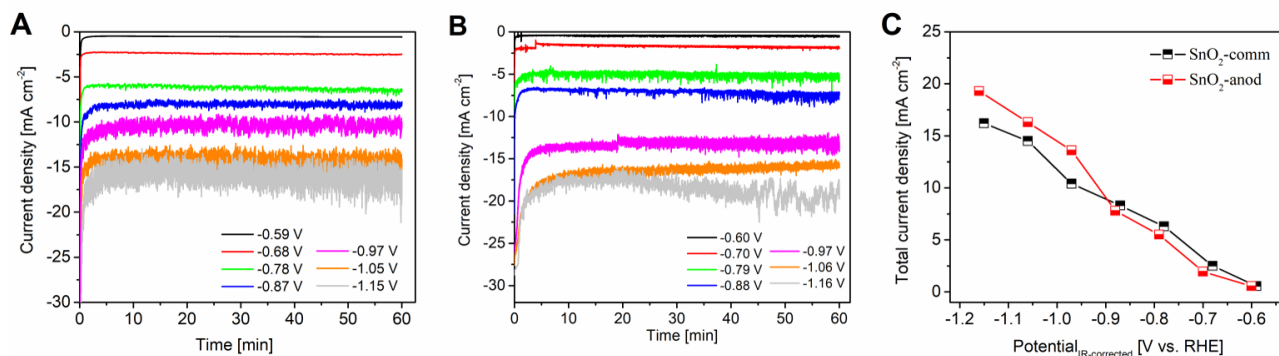 A
Current density [mA cm⁻²]
0
-5
-10
-15
-20
-25
-30
-0.59 V
-0.68 V
-0.78 V
-0.87 V
-0.97 V
-1.05 V
-1.15 V
0 10 20 30 40 50 60
Time [min]
B
Current density [mA cm⁻²]
0
-5
-10
-15
-20
-25
-30
-0.60 V
-0.70 V
-0.79 V
-0.88 V
-0.97 V
-1.06 V
-1.16 V
0 10 20 30 40 50 60
Time [min]
C
Total current density [mA cm⁻²]
25
20
15
10
5
0
SnO₂-comm
SnO₂-anod
-1.2 -1.1 -1.0 -0.9 -0.8 -0.7 -0.6
Potential_IR-corrected [V vs. RHE]